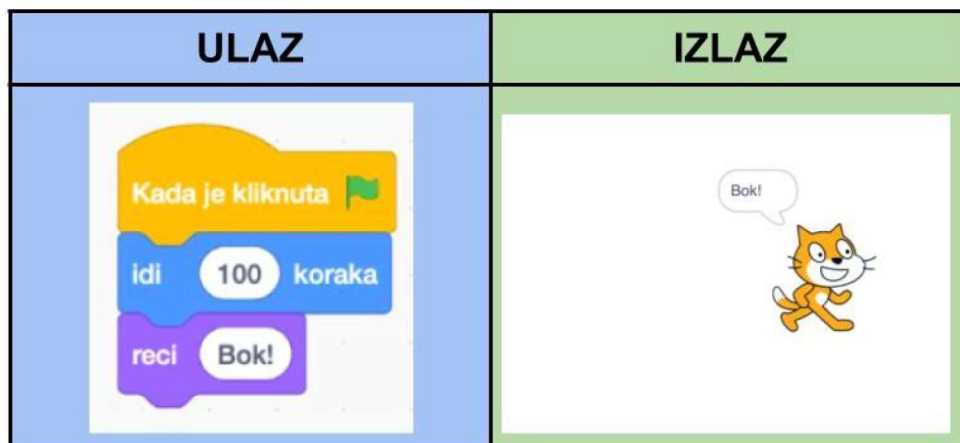 ULAZ
IZLAZ
Kada je kliknuta
idi 100 koraka
reci Bok!
Bok!